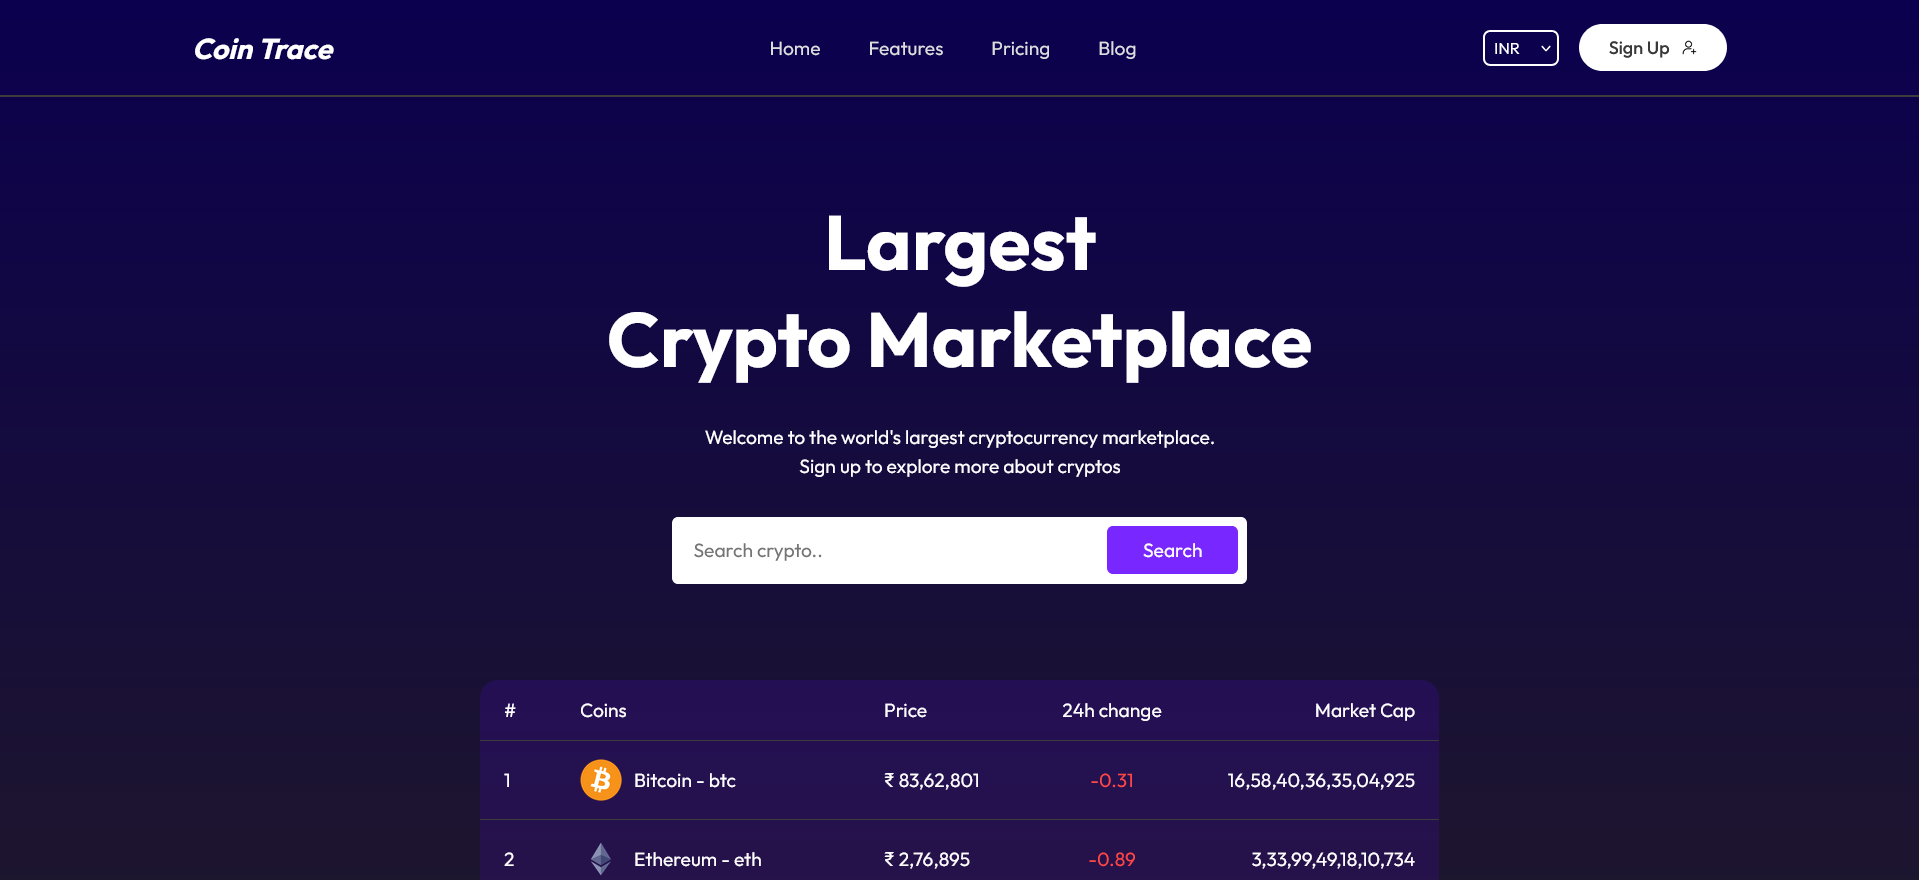 Coin Trace Home Features Pricing Blog INR Sign Up
Largest
Crypto Marketplace
Welcome to the world's largest cryptocurrency marketplace.
Sign up to explore more about cryptos
Search crypto.. Search
# Coins Price 24h change Market Cap
1 Bitcoin - btc ₹ 83,62,801 -0.31 16,58,40,36,35,04,925
2 Ethereum - eth ₹ 2,76,895 -0.89 3,33,99,49,18,10,734